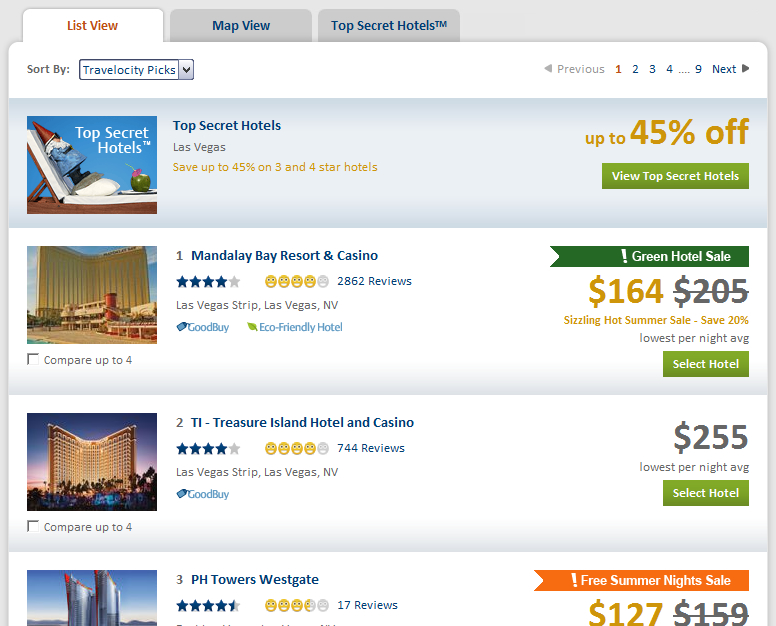 List View
Map View
Top Secret Hotels™
Sort By: Travelocity Picks
Previous 1 2 3 4 .... 9 Next
Top Secret
Hotels™
Top Secret Hotels
Las Vegas
Save up to 45% on 3 and 4 star hotels
up to 45% off
View Top Secret Hotels
1 Mandalay Bay Resort & Casino
2862 Reviews
Las Vegas Strip, Las Vegas, NV
GoodBuy
Eco-Friendly Hotel
Compare up to 4
! Green Hotel Sale
$164 $205
Sizzling Hot Summer Sale - Save 20%
lowest per night avg
Select Hotel
2 TI - Treasure Island Hotel and Casino
744 Reviews
Las Vegas Strip, Las Vegas, NV
GoodBuy
Compare up to 4
$255
lowest per night avg
Select Hotel
3 PH Towers Westgate
17 Reviews
! Free Summer Nights Sale
$127 $159